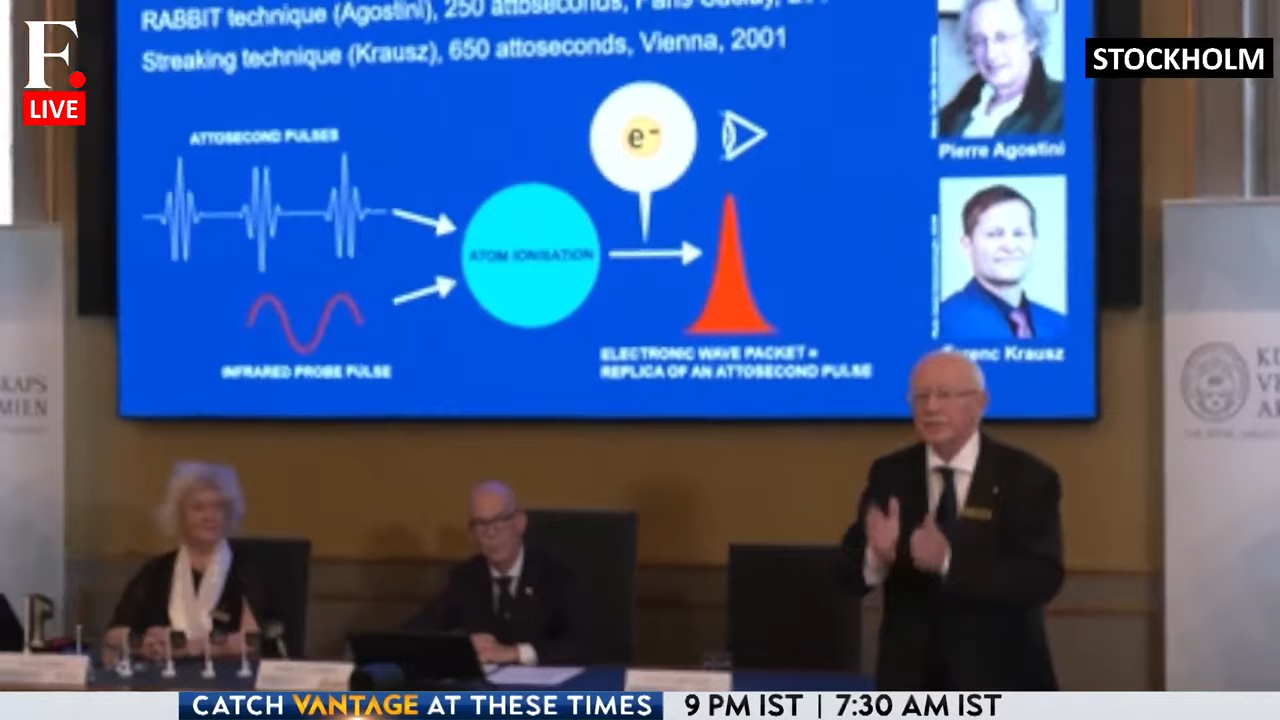 RABBIT technique (Agostini), 250 attoseconds, Paris
Streaking technique (Krausz), 650 attoseconds, Vienna, 2001
F.
LIVE
STOCKHOLM
ATTOSECOND PULSES
e⁻
Pierre Agostini
ATOM IONISATION
INFRARED PROBE PULSE
ELECTRONIC WAVE PACKET =
REPLICA OF AN ATTOSECOND PULSE
Krausz
SKAPS
MIEN
F
CATCH VANTAGE AT THESE TIMES 9 PM IST | 7:30 AM IST